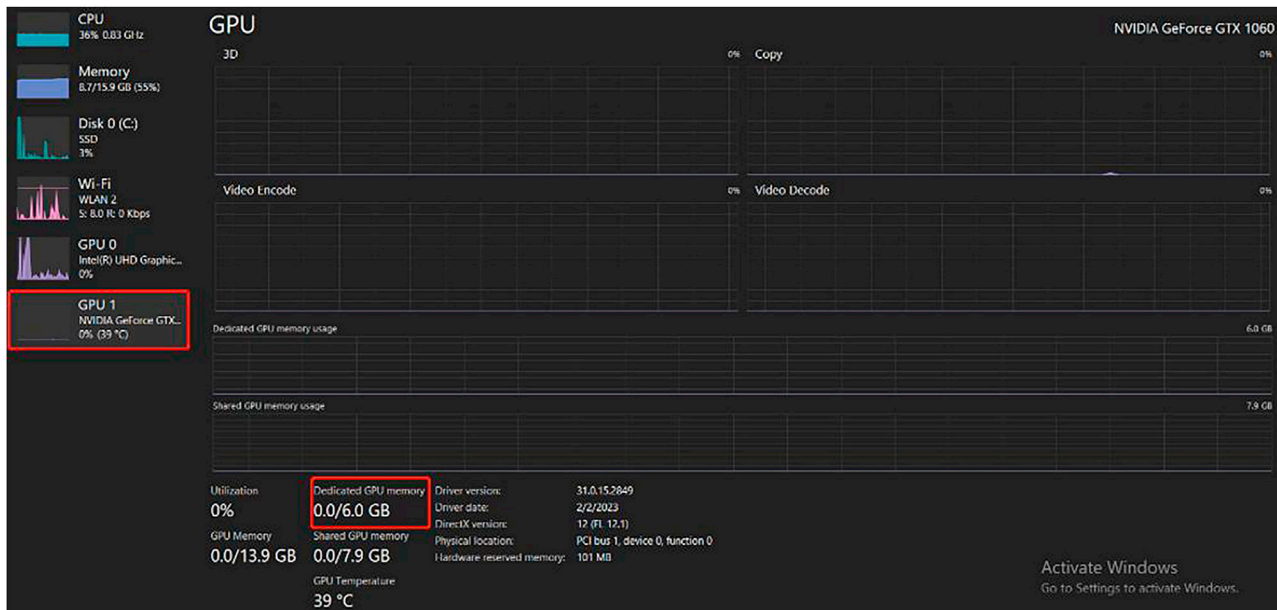 CPU
36% 0.83 GHz
Memory
8.7/15.9 GB (55%)
Disk 0 (C:)
SSD
3%
Wi-Fi
WLAN 2
S: 8.0 R: 0 Kbps
GPU 0
Intel(R) UHD Graphic...
0%
GPU 1
NVIDIA GeForce GTX...
0% (39 °C)
GPU
NVIDIA GeForce GTX 1060
3D 0% Copy 0%
Video Encode 0% Video Decode 0%
Dedicated GPU memory usage 6.0 GB
Shared GPU memory usage 7.9 GB
Utilization
0%
GPU Memory
0.0/13.9 GB
Dedicated GPU memory
0.0/6.0 GB
Shared GPU memory
0.0/7.9 GB
GPU Temperature
39 °C
Driver version: 31.0.15.2849
Driver date: 2/2/2023
DirectX version: 12 (FL 12.1)
Physical location: PCI bus 1, device 0, function 0
Hardware reserved memory: 101 MB
Activate Windows
Go to Settings to activate Windows.